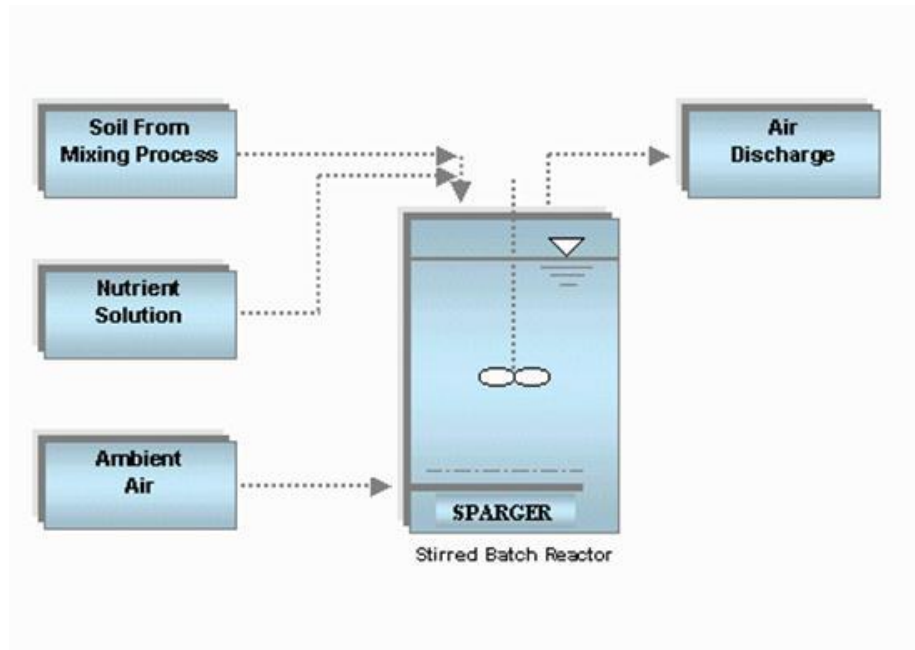 Soil From
Mixing Process
Air
Discharge
Nutrient
Solution
Ambient
Air
SPARGER
Stirred Batch Reactor